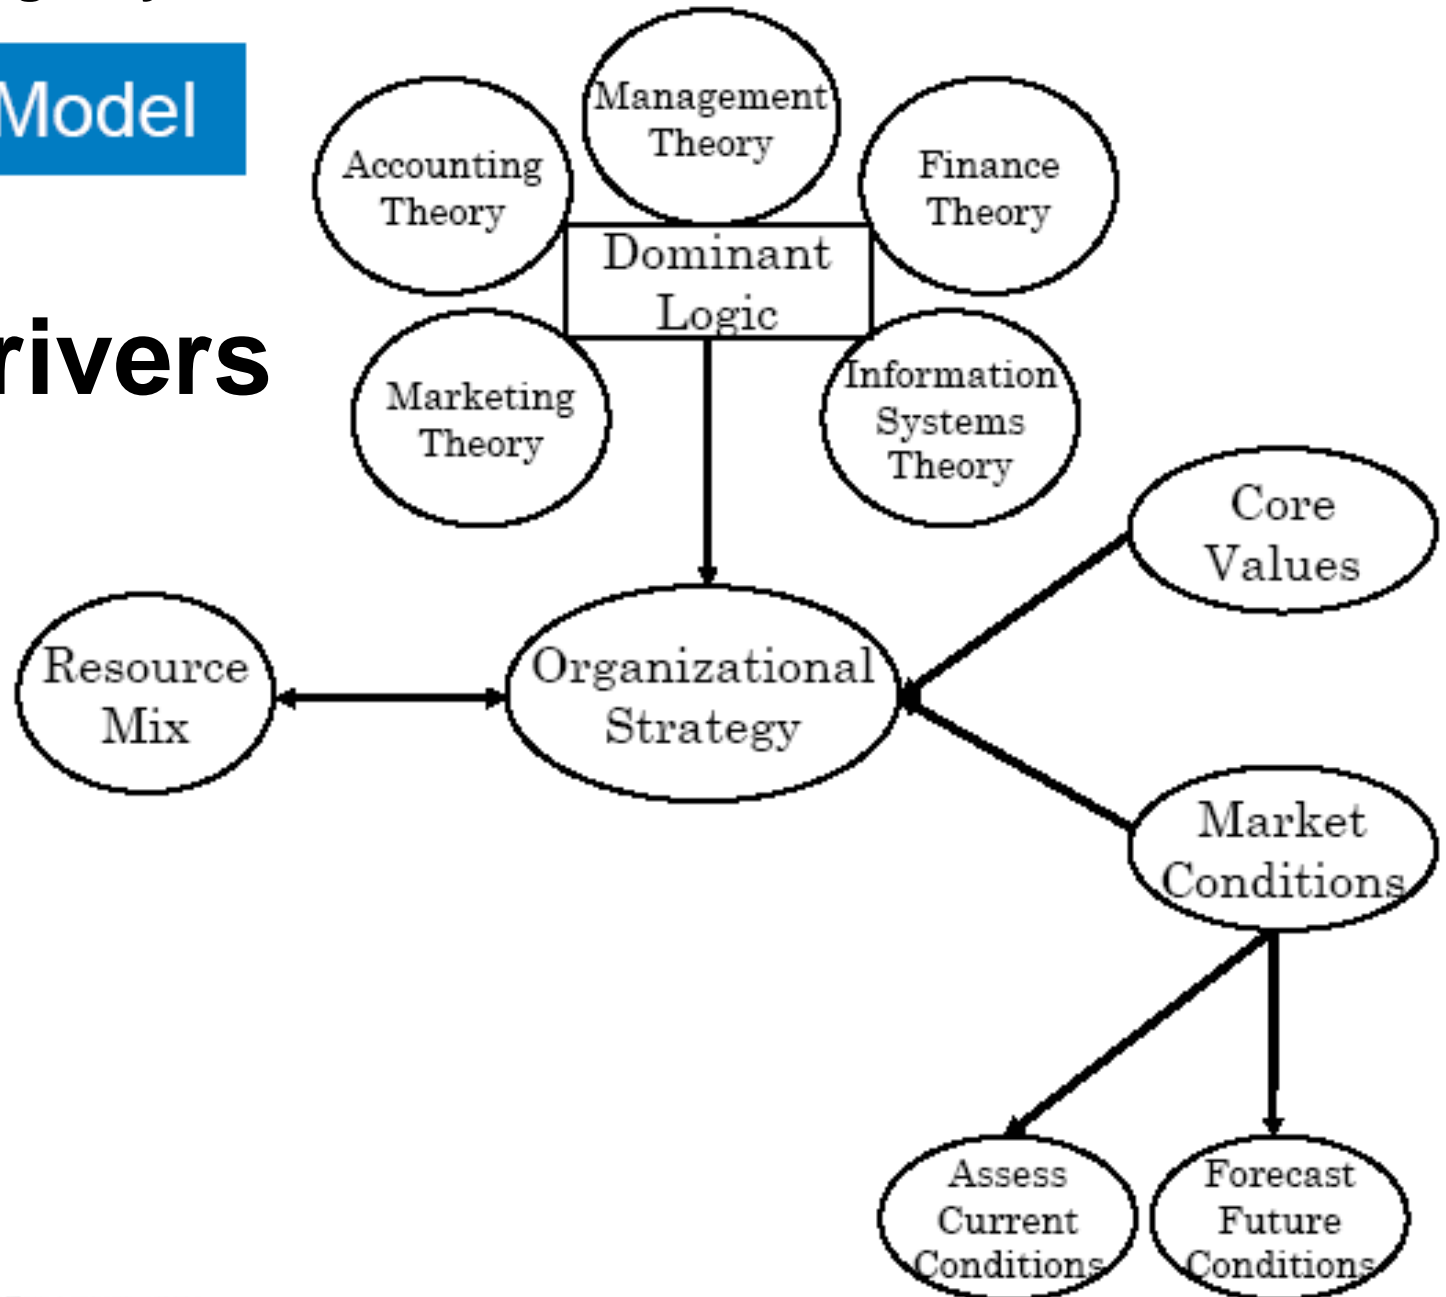 Model
rivers
Management
Theory
Accounting
Theory
Finance
Theory
Dominant
Logic
Marketing
Theory
Information
Systems
Theory
Core
Values
Resource
Mix
Organizational
Strategy
Market
Conditions
Assess
Current
Conditions
Forecast
Future
Conditions